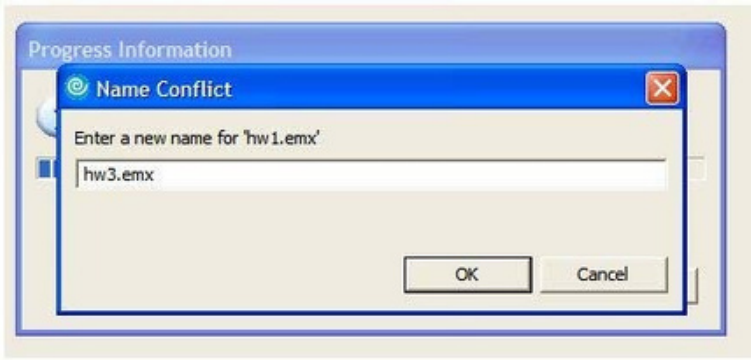 Progress Information
Name Conflict
Enter a new name for 'hw1.emx'
hw3.emx
OK
Cancel